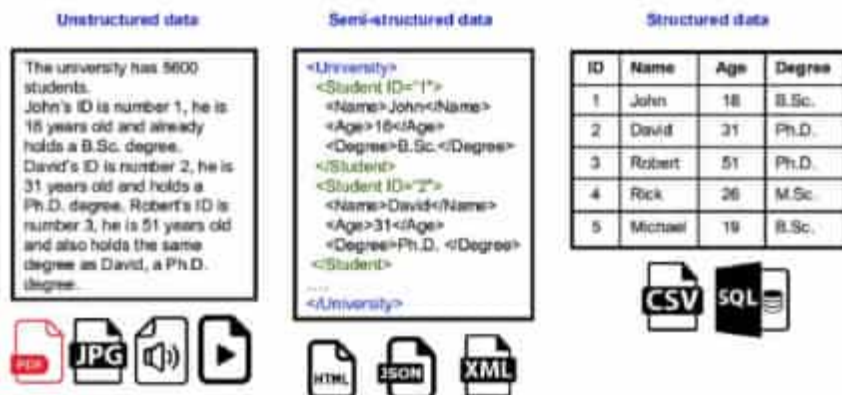 Unstructured data
The university has 5600
students.
John's ID is number 1, he is
18 years old and already
holds a B.Sc. degree.
David's ID is number 2, he is
31 years old and holds a
Ph.D. degree. Robert's ID is
number 3, he is 51 years old
and also holds the same
degree as David, a Ph.D.
degree.
PDF JPG
Semi-structured data
<University>
<Student ID="1">
<Name>John</Name>
<Age>18</Age>
<Degree>B.Sc.</Degree>
</Student>
<Student ID="2">
<Name>David</Name>
<Age>31</Age>
<Degree>Ph.D. </Degree>
</Student>
....
</University>
HTML JSON XML
Structured data
ID Name Age Degree
1 John 18 B.Sc.
2 David 31 Ph.D.
3 Robert 51 Ph.D.
4 Rick 26 M.Sc.
5 Michael 19 B.Sc.
CSV SQL